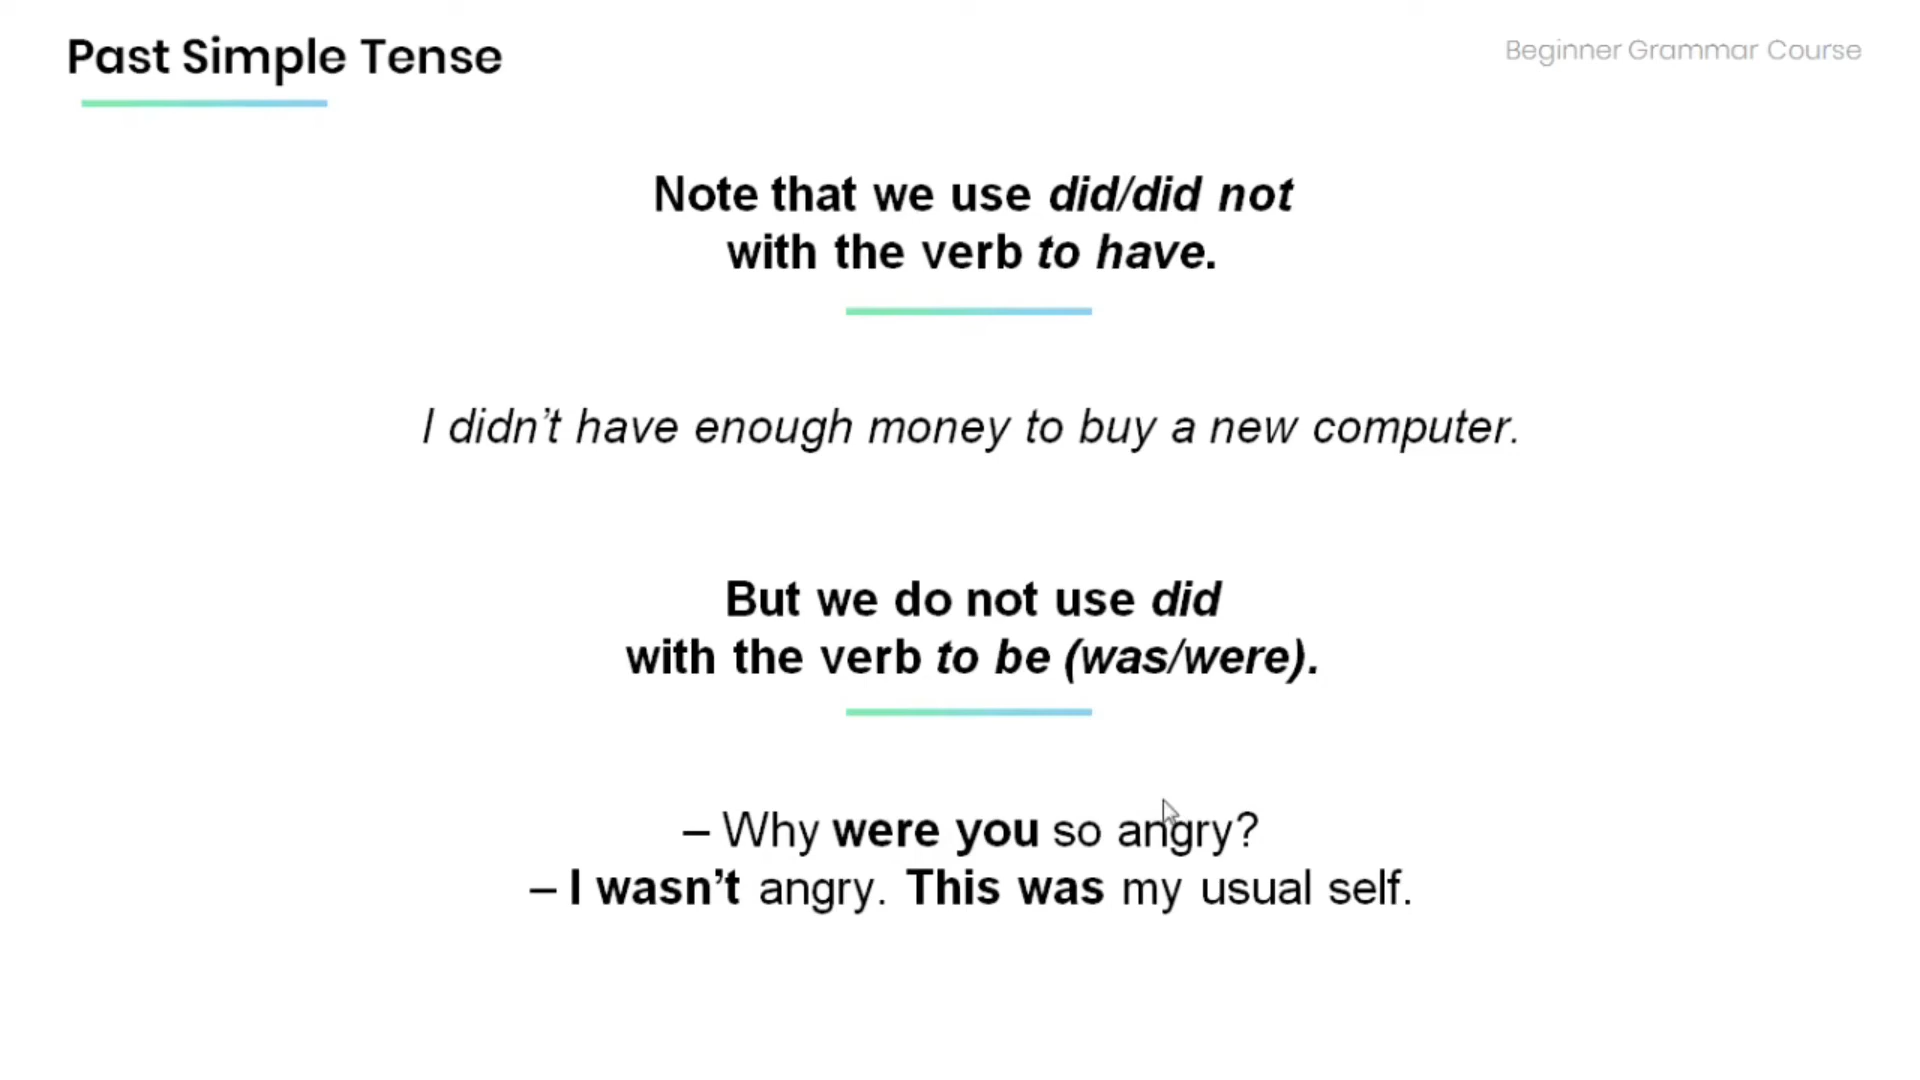 Past Simple Tense
Beginner Grammar Course
Note that we use did/did not
with the verb to have.
I didn’t have enough money to buy a new computer.
But we do not use did
with the verb to be (was/were).
– Why were you so angry?
– I wasn’t angry. This was my usual self.